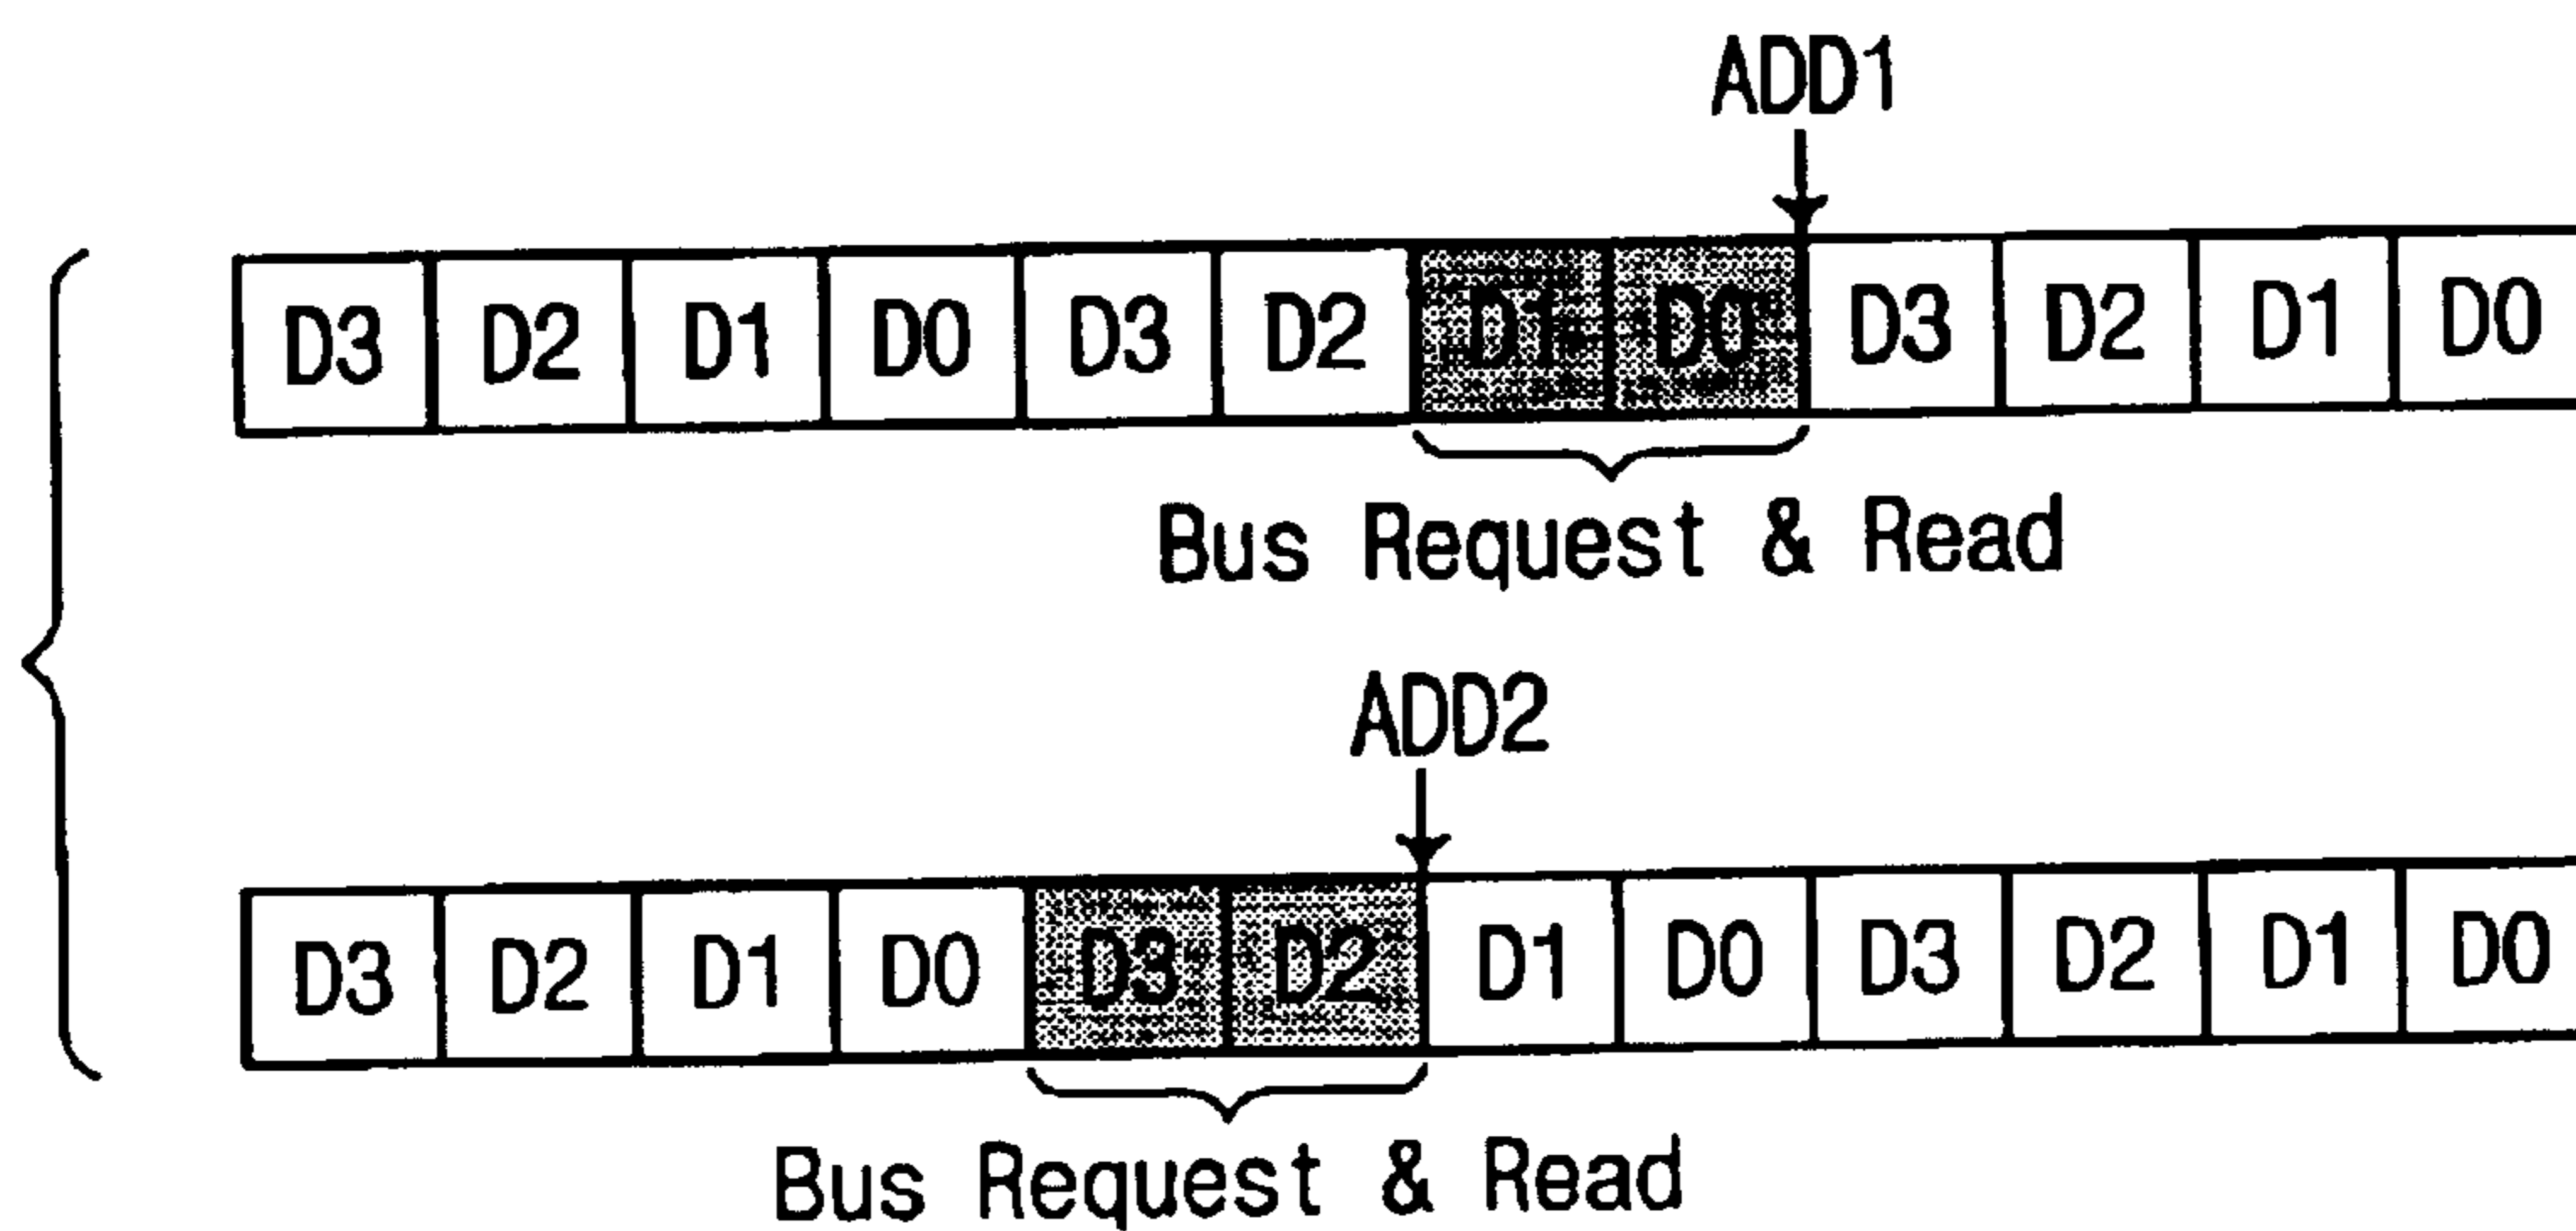 ADD1
D3 D2 D1 D0 D3 D2 D1 D0 D3 D2 D1 D0
Bus Request & Read
ADD2
D3 D2 D1 D0 D3 D2 D1 D0 D3 D2 D1 D0
Bus Request & Read